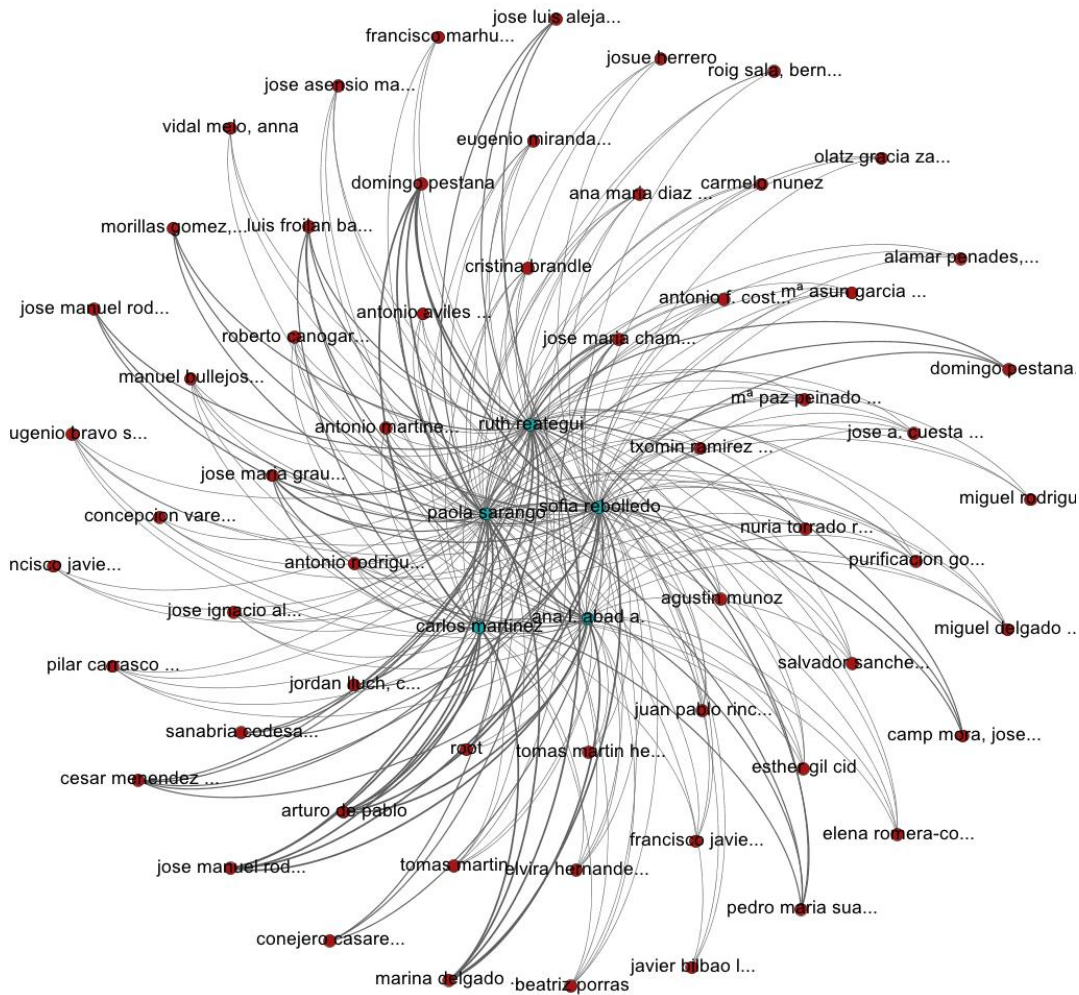 jose luis aleja...
francisco marhu...
josue herrero
roig sala, bern...
jose asensio ma...
vidal melo, anna
eugenio miranda...
olatz gracia za...
domingo pestana
ana maria diaz ...
carmelo nunez
morillas gomez,...
luis froilan ba...
cristina brandle
alamar penades,...
antonio f. cost...
mª asun garcia ...
jose manuel rod...
antonio aviles ...
roberto canogar...
jose maria cham...
manuel bullejos...
domingo pestana...
mª paz peinado ...
ugenio bravo s...
antonio martine...
ruth reategui
txomin ramirez ...
jose a. cuesta ...
jose maria grau...
miguel rodrigu
concepcion vare...
paola sarango
sofia rebolledo
nuria torrado r...
ncisco javie...
antonio rodrigu...
purificacion go...
jose ignacio al...
agustin munoz
carlos martinez
ana l. abad a.
miguel delgado ...
pilar carrasco ...
salvador sanche...
jordan lluch, c...
juan pablo rinc...
sanabria codesa...
camp mora, jose...
root
tomas martin he...
cesar menendez ...
esther gil cid
arturo de pablo
elena romera-co...
francisco javie...
jose manuel rod...
tomas martin
elvira hernande...
pedro maria sua...
conejero casare...
javier bilbao l...
marina delgado ...
beatriz porras